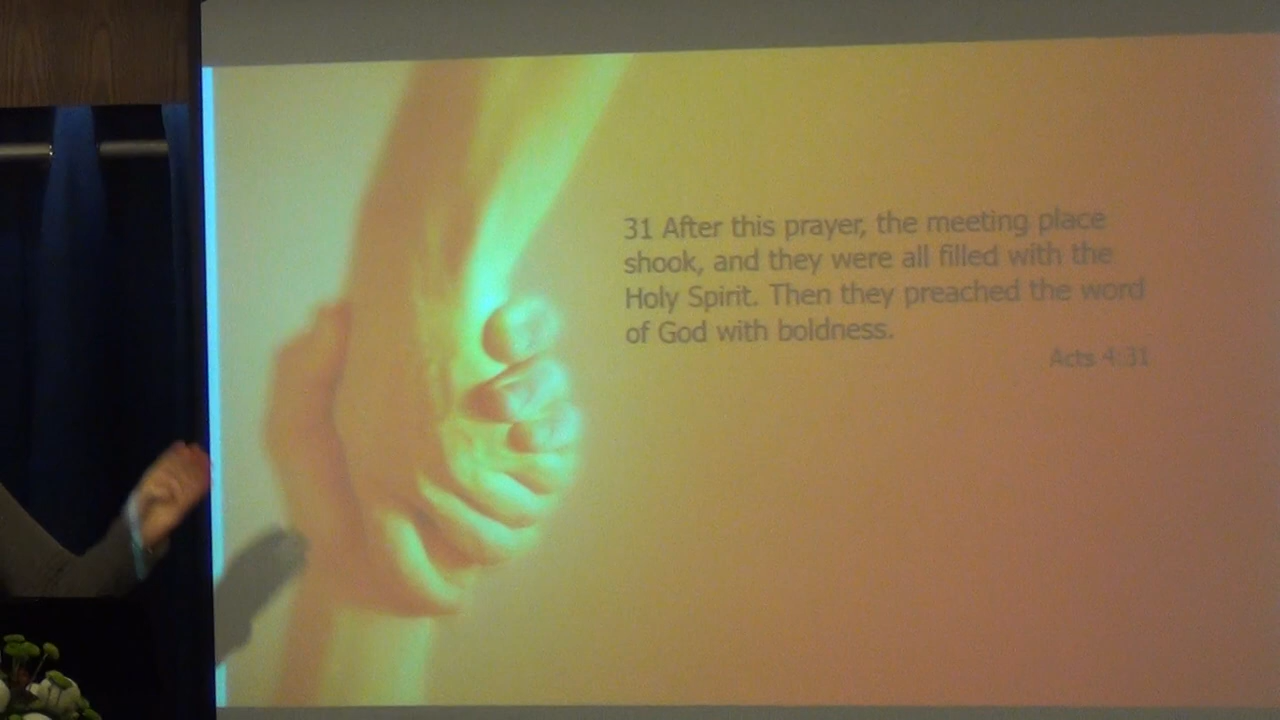 31 After this prayer, the meeting place
shook, and they were all filled with the
Holy Spirit. Then they preached the word
of God with boldness.
Acts 4:31